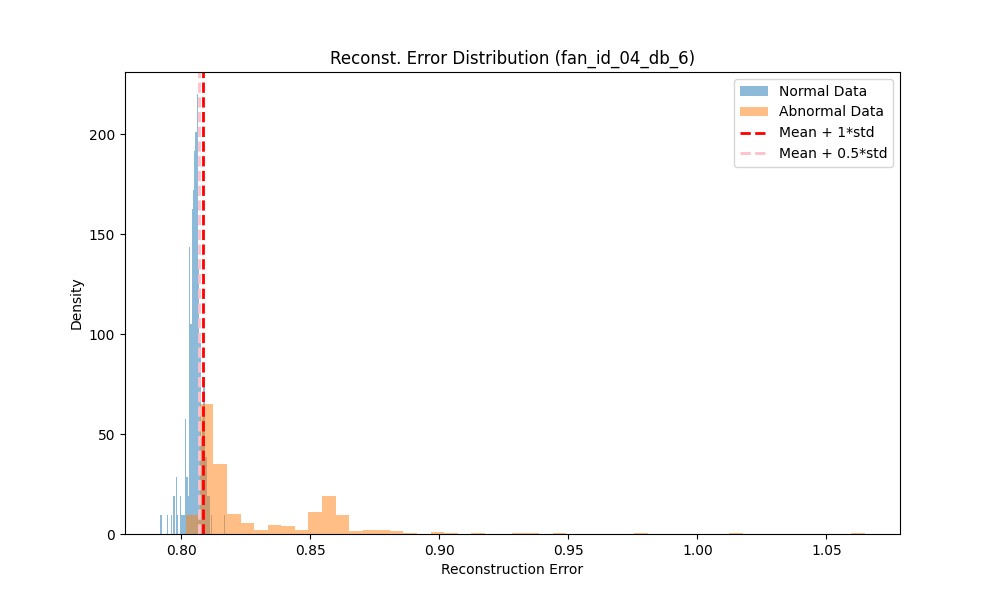 Reconst. Error Distribution (fan_id_04_db_6)
Normal Data
Abnormal Data
Mean + 1*std
Mean + 0.5*std
Density
200
150
100
50
0
0.80 0.85 0.90 0.95 1.00 1.05
Reconstruction Error